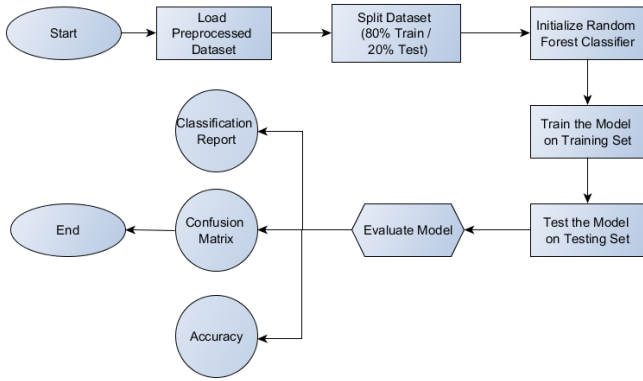 Start
Load
Preprocessed
Dataset
Split Dataset
(80% Train /
20% Test)
Initialize Random
Forest Classifier
Train the Model
on Training Set
Test the Model
on Testing Set
Evaluate Model
Classification
Report
Confusion
Matrix
Accuracy
End